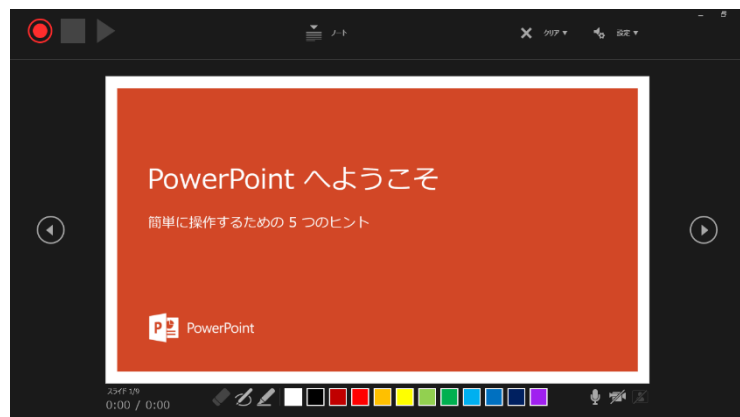 ノート
クリア
設定
PowerPoint へようこそ
簡単に操作するための 5 つのヒント
P
PowerPoint
スライド 1/9
0:00 / 0:00